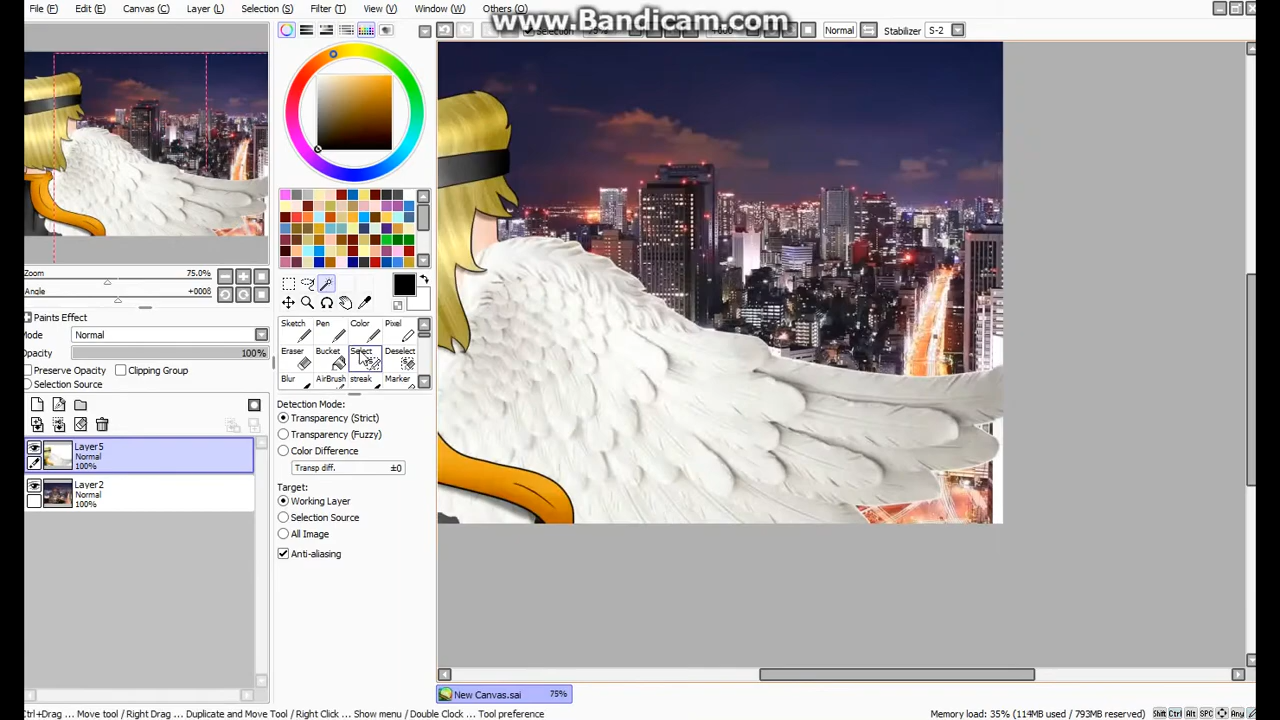 www.Bandicam.com
File (F) Edit (E) Canvas (C) Layer (L) Selection (S) Filter (T) View (V) Window (W) Others (O)
Selection
Normal Stabilizer S-2
Zoom 75.0%
Angle +0008
Paints Effect
Mode Normal
Opacity 100%
Preserve Opacity Clipping Group
Selection Source
Layer5
Normal
100%
Layer2
Normal
100%
Sketch Pen Color Pixel
Eraser Bucket Select Deselect
Blur AirBrush streak Marker
Detection Mode:
Transparency (Strict)
Transparency (Fuzzy)
Color Difference
Transp diff. ±0
Target:
Working Layer
Selection Source
All Image
Anti-aliasing
New Canvas.sai 75%
Ctrl+Drag ... Move tool / Right Drag ... Duplicate and Move Tool / Right Click ... Show menu / Double Clock ... Tool preference
Memory load: 35% (114MB used / 793MB reserved)
Shift Ctrl Alt SPC Any